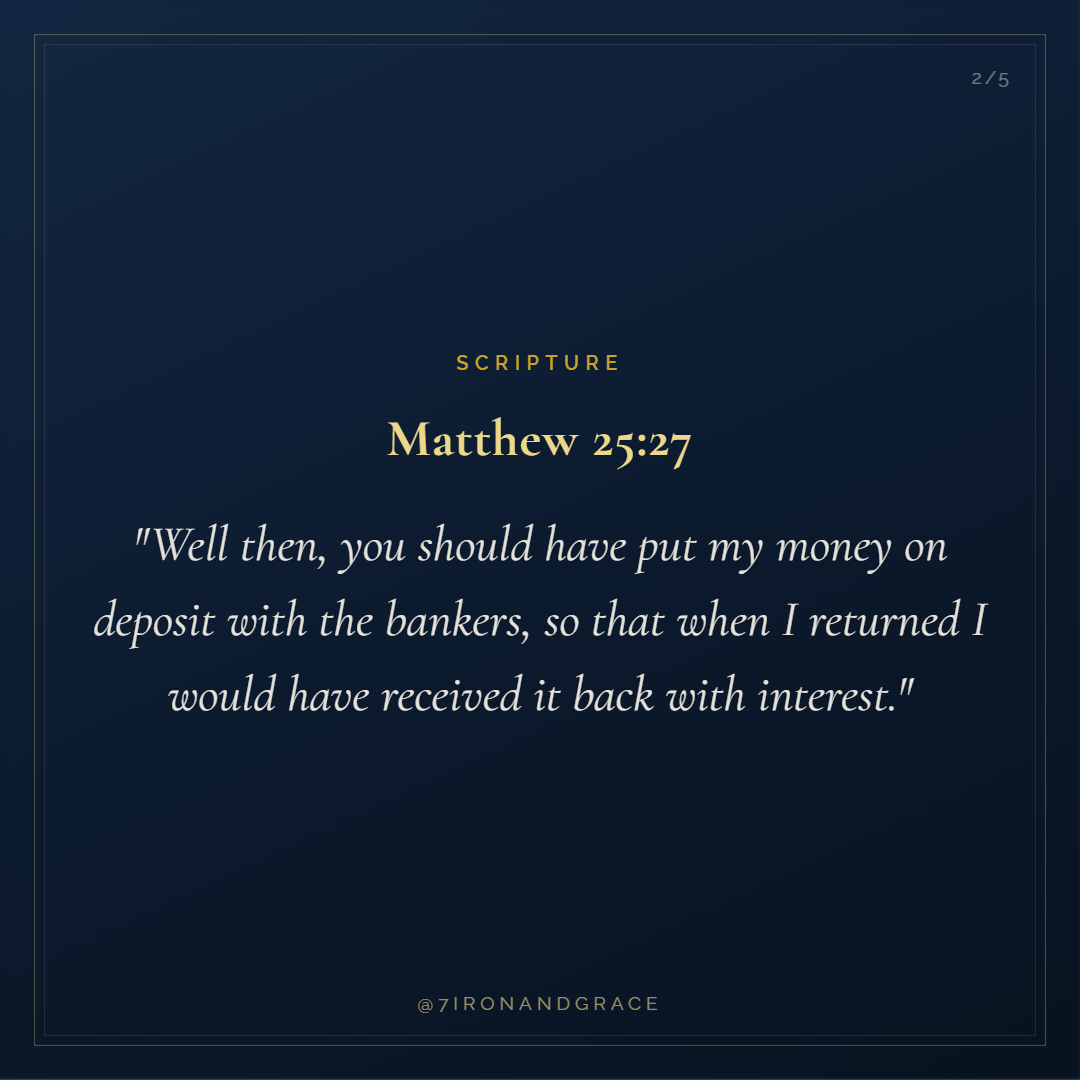 2/5
SCRIPTURE
Matthew 25:27
"Well then, you should have put my money on
deposit with the bankers, so that when I returned I
would have received it back with interest."
@7IRONANDGRACE